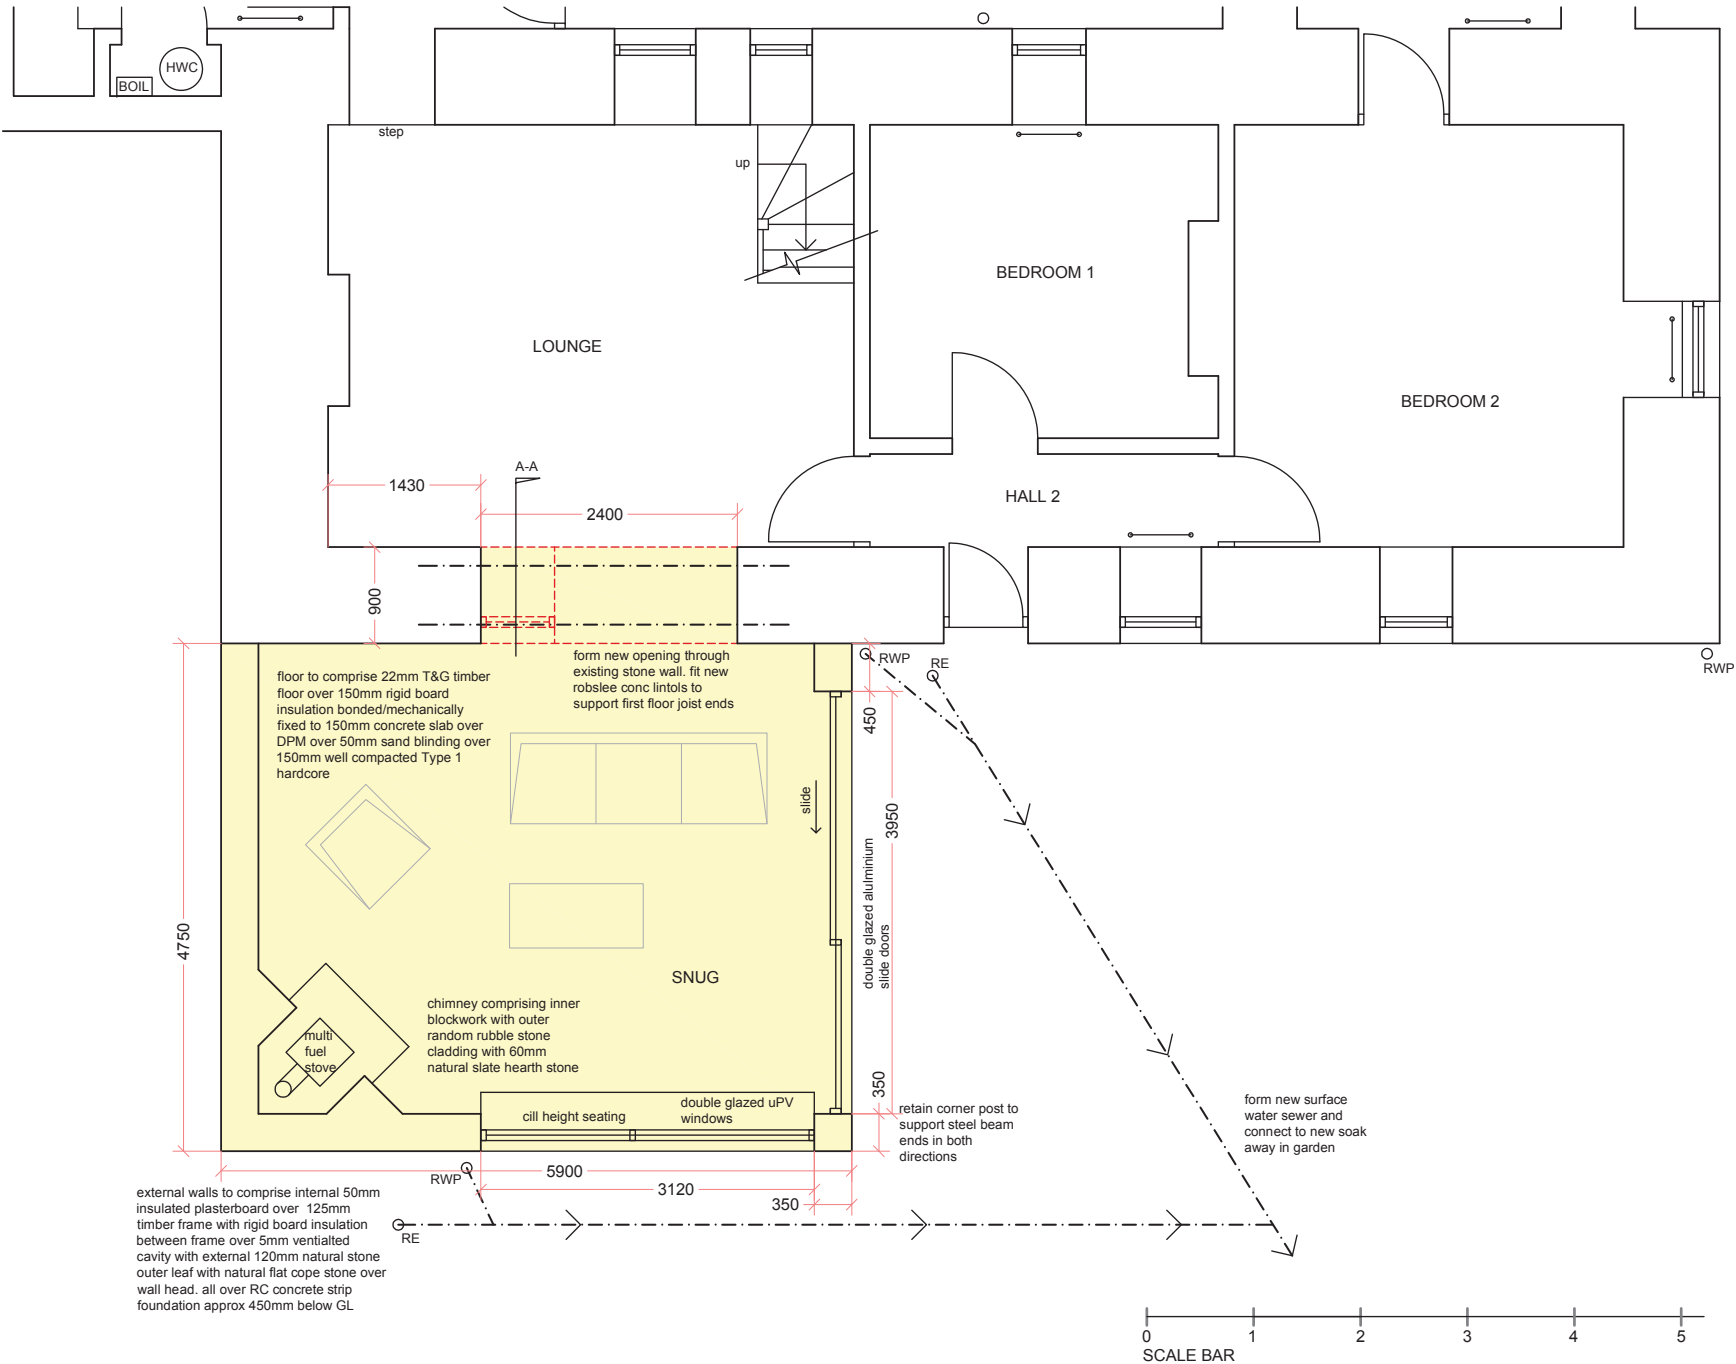 HWC
BOIL
step
up
BEDROOM 1
LOUNGE
BEDROOM 2
A-A
1430
HALL 2
2400
900
form new opening through
existing stone wall. fit new
robslee conc lintols to
support first floor joist ends
RWP
RE
RWP
floor to comprise 22mm T&G timber
floor over 150mm rigid board
insulation bonded/mechanically
fixed to 150mm concrete slab over
DPM over 50mm sand blinding over
150mm well compacted Type 1
hardcore
450
slide
3950
double glazed alulminium
slide doors
4750
SNUG
chimney comprising inner
blockwork with outer
random rubble stone
cladding with 60mm
natural slate hearth stone
multi
fuel
stove
350
cill height seating
double glazed uPV
windows
retain corner post to
support steel beam
ends in both
directions
form new surface
water sewer and
connect to new soak
away in garden
5900
RWP
3120
350
external walls to comprise internal 50mm
insulated plasterboard over 125mm
timber frame with rigid board insulation
between frame over 5mm ventialted
cavity with external 120mm natural stone
outer leaf with natural flat cope stone over
wall head. all over RC concrete strip
foundation approx 450mm below GL
RE
0 1 2 3 4 5
SCALE BAR